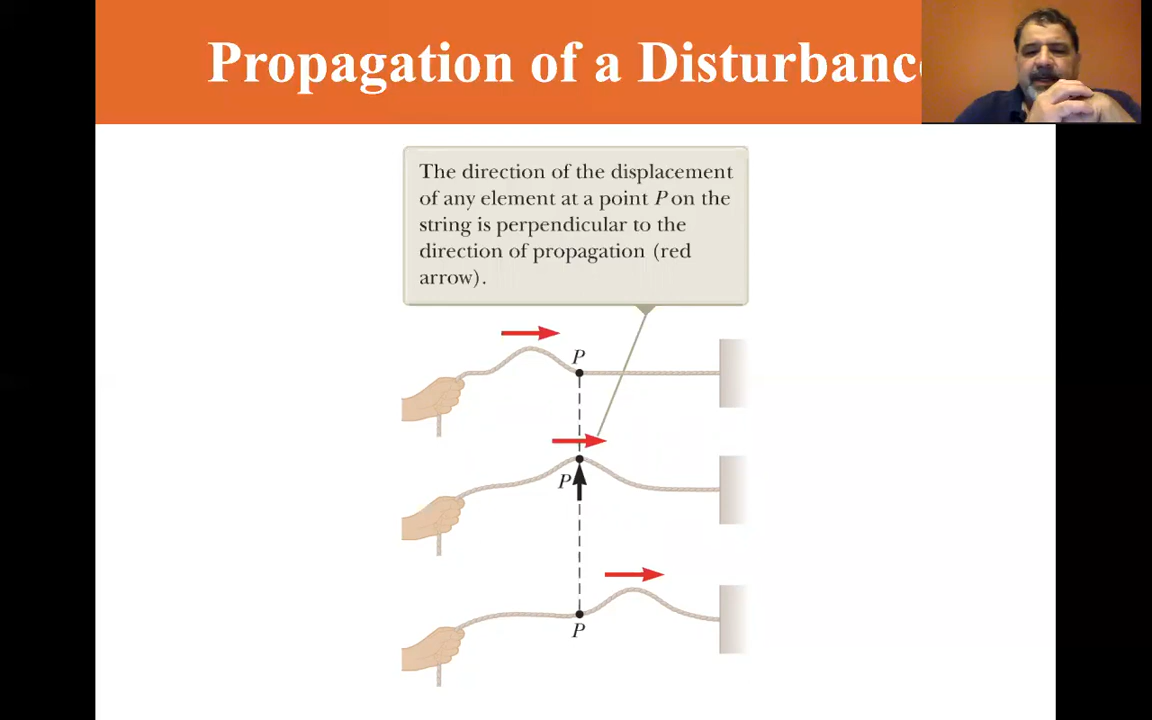 Propagation of a Disturbanc
The direction of the displacement
of any element at a point P on the
string is perpendicular to the
direction of propagation (red
arrow).
P
P
P